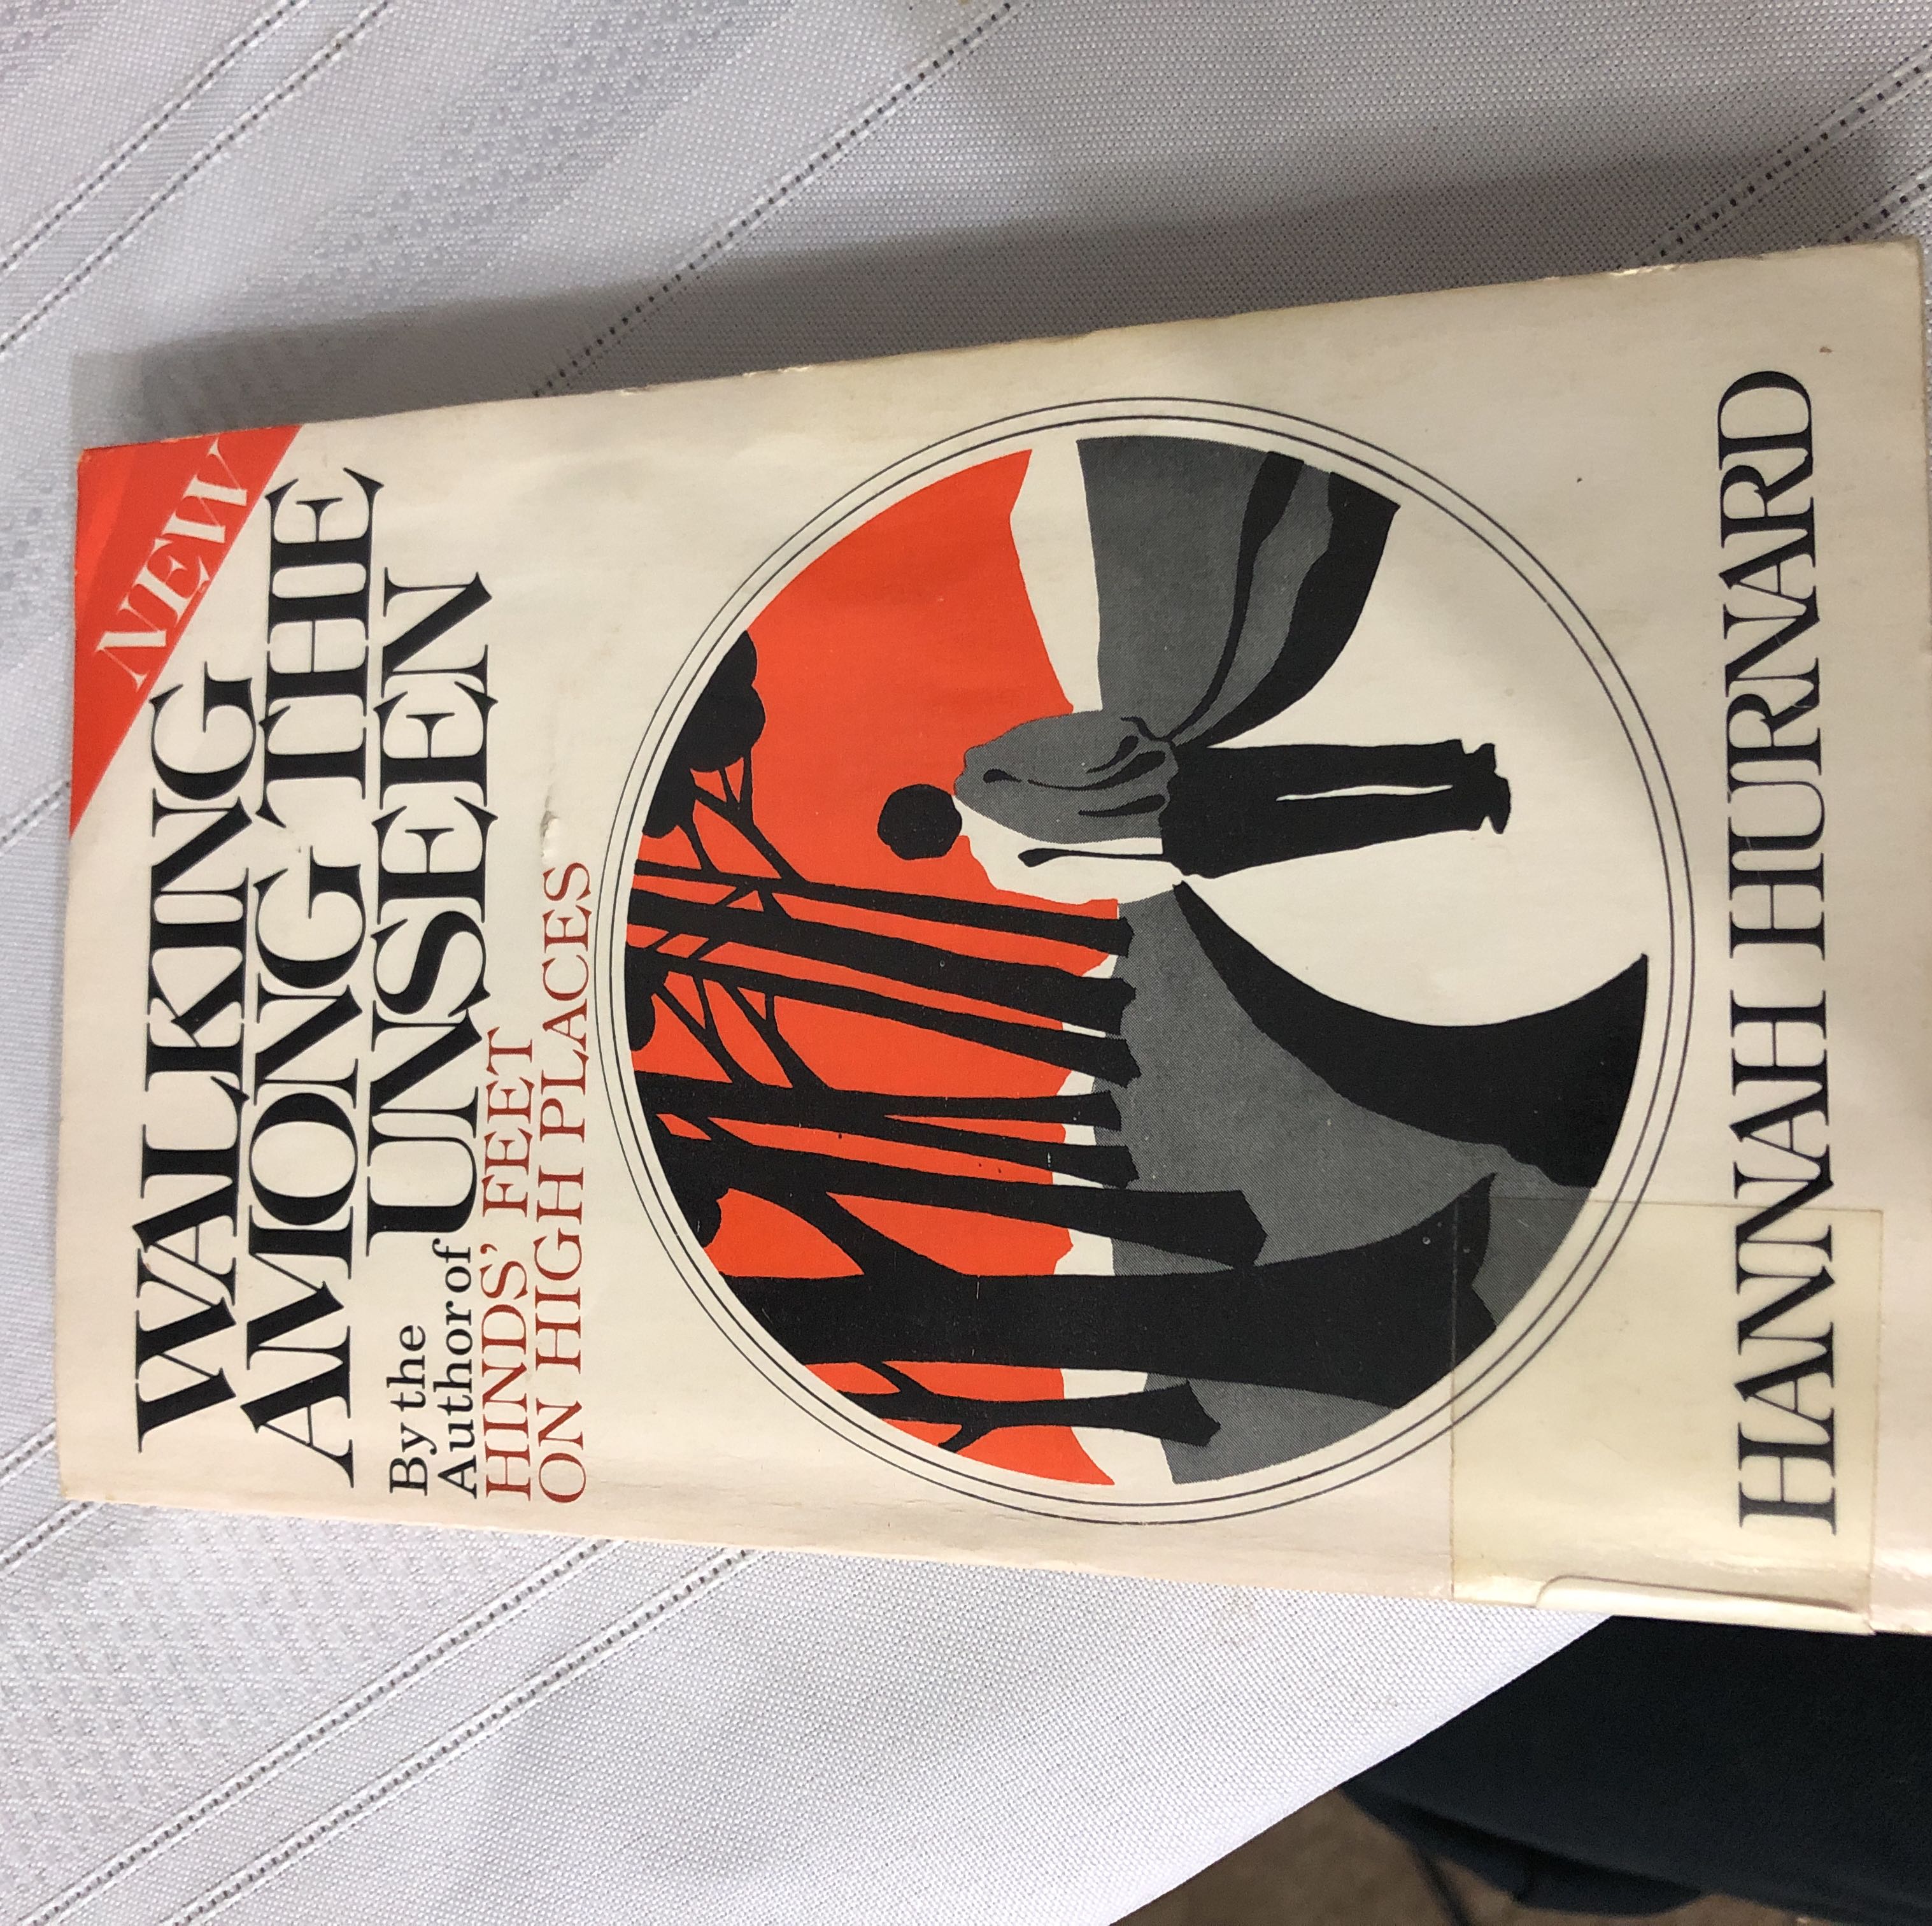 NEW
WALKING
AMONG THE
UNSEEN
By the
Author of
HINDS' FEET
ON HIGH PLACES
HANNAH HURNARD